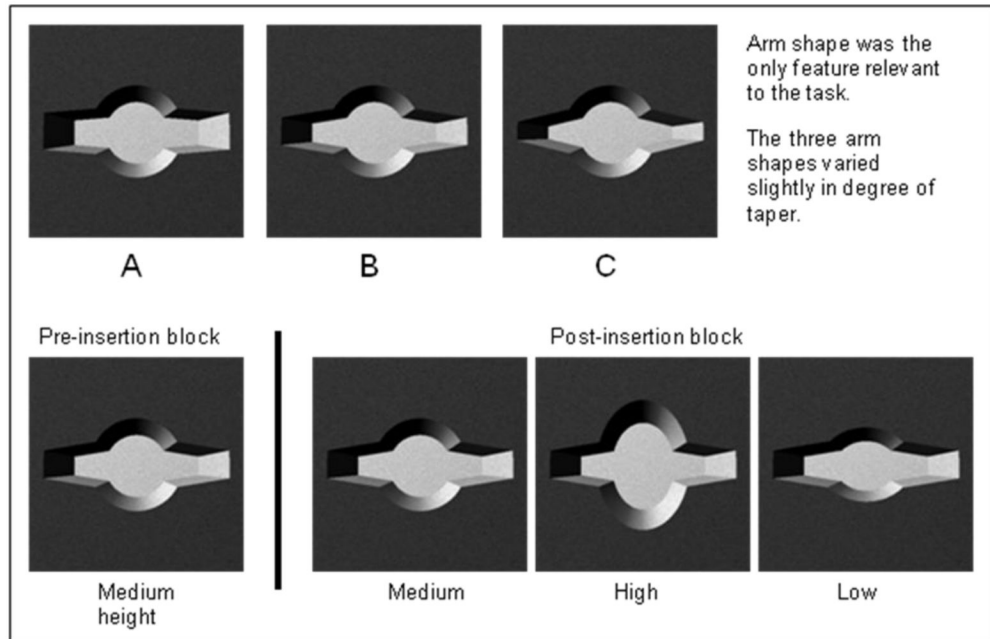 Arm shape was the
only feature relevant
to the task.
The three arm
shapes varied
slightly in degree of
taper.
A
B
C
Pre-insertion block
Post-insertion block
Medium
height
Medium
High
Low